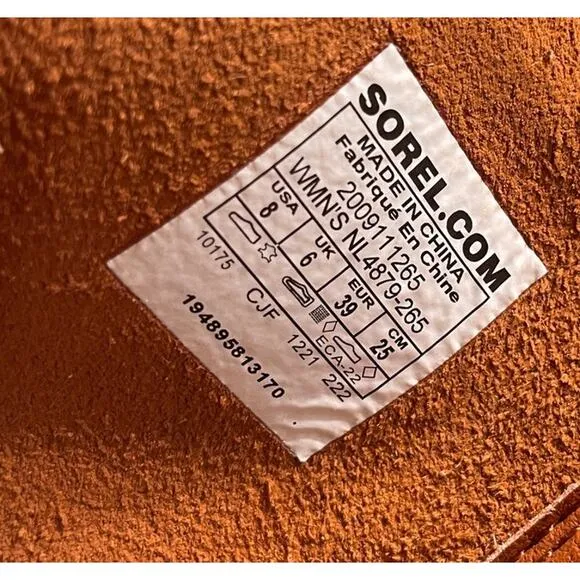 SOREL.COM
MADE IN CHINA
Fabriqué En Chine
2009111265
WMN'S NL4879-265
USA UK EUR CM
8 6 39 25
ECA-22
10175 CJF 1221 222
194895813170